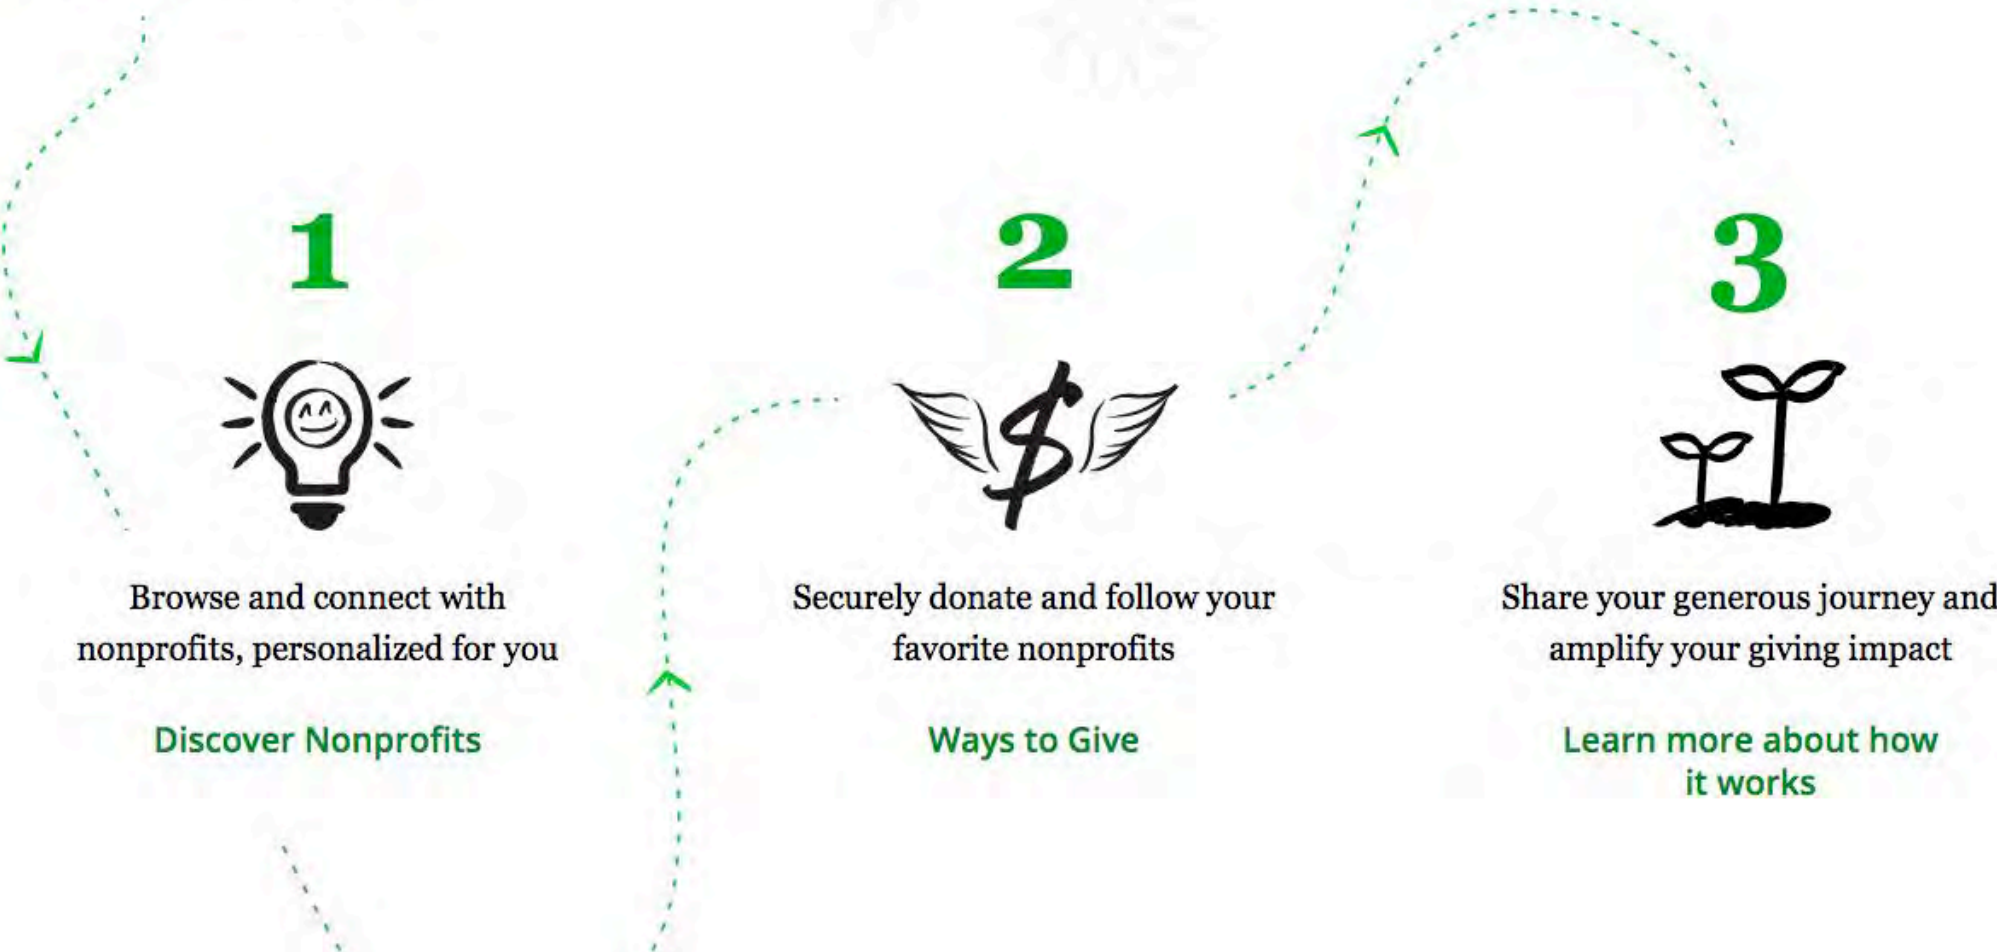 1
Browse and connect with
nonprofits, personalized for you
Discover Nonprofits
2
$
Securely donate and follow your
favorite nonprofits
Ways to Give
3
Share your generous journey and
amplify your giving impact
Learn more about how
it works